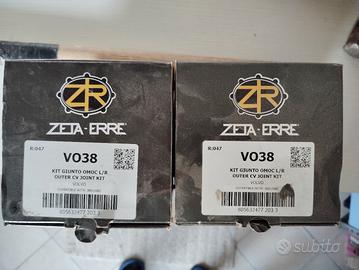 ZR
ZETA-ERRE
R:047
VO38
KIT GIUNTO OMOC L/R
OUTER CV JOINT KIT
VOLVO
ZR
ZETA-ERRE
R:047
VO38
KIT GIUNTO OMOC L/R
OUTER CV JOINT KIT
VOLVO
subito